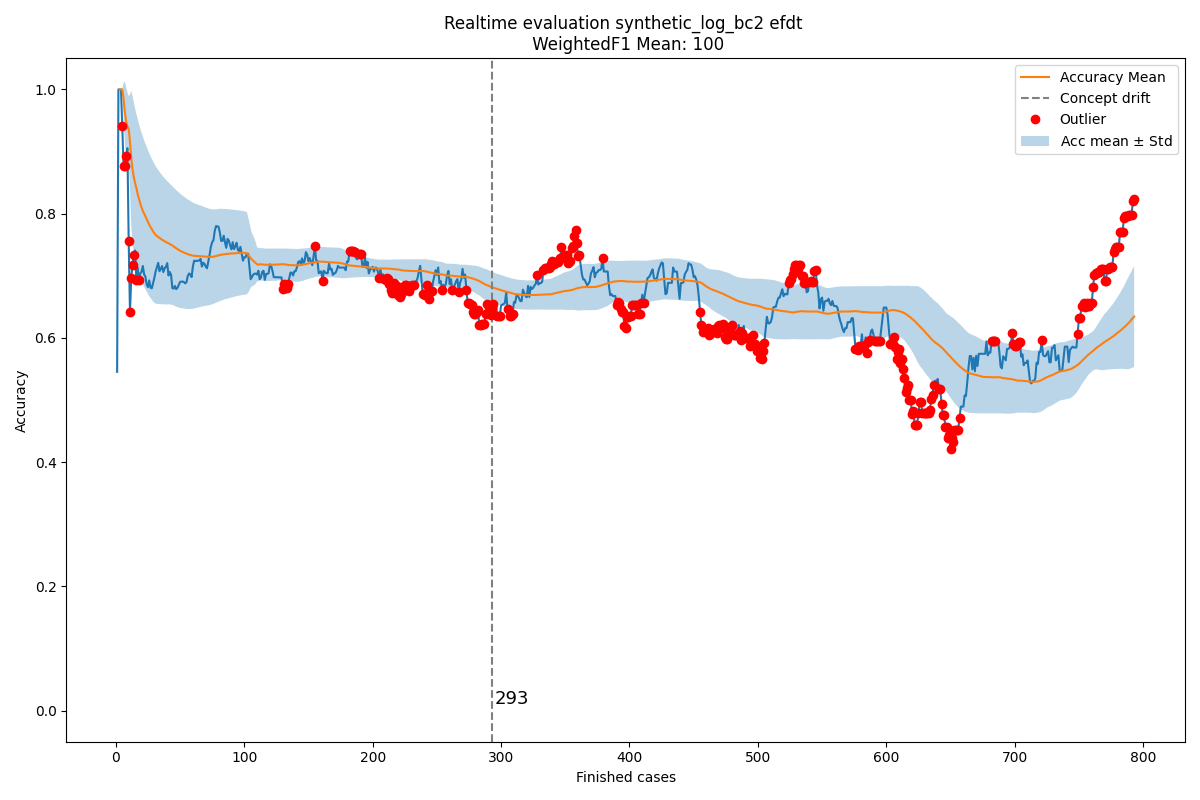 Realtime evaluation synthetic_log_bc2 efdt
WeightedF1 Mean: 100
Accuracy Mean
Concept drift
Outlier
Acc mean ± Std
1.0
0.8
0.6
0.4
0.2
0.0
Accuracy
293
0 100 200 300 400 500 600 700 800
Finished cases